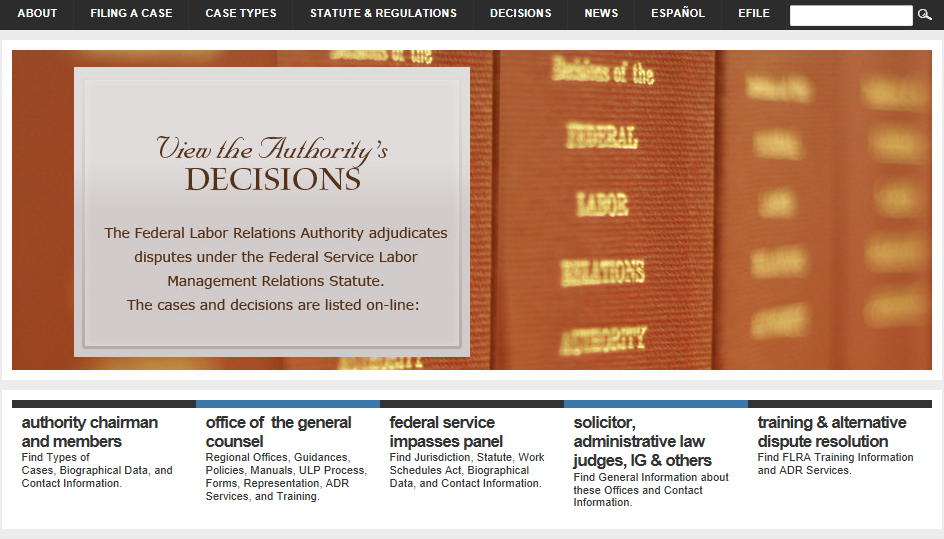 ABOUT FILING A CASE CASE TYPES STATUTE & REGULATIONS DECISIONS NEWS ESPAÑOL EFILE
View the Authority's
DECISIONS
The Federal Labor Relations Authority adjudicates
disputes under the Federal Service Labor
Management Relations Statute.
The cases and decisions are listed on-line:
Decisions of the
Decisions of the
FEDERAL
LABOR
RELATIONS
AUTHORITY
AUTHORITY
authority chairman
and members
Find Types of
Cases, Biographical Data, and
Contact Information.
office of the general
counsel
Regional Offices, Guidances,
Policies, Manuals, ULP Process,
Forms, Representation, ADR
Services, and Training.
federal service
impasses panel
Find Jurisdiction, Statute, Work
Schedules Act, Biographical
Data, and Contact Information.
solicitor,
administrative law
judges, IG & others
Find General Information about
these Offices and Contact
Information.
training & alternative
dispute resolution
Find FLRA Training Information
and ADR Services.